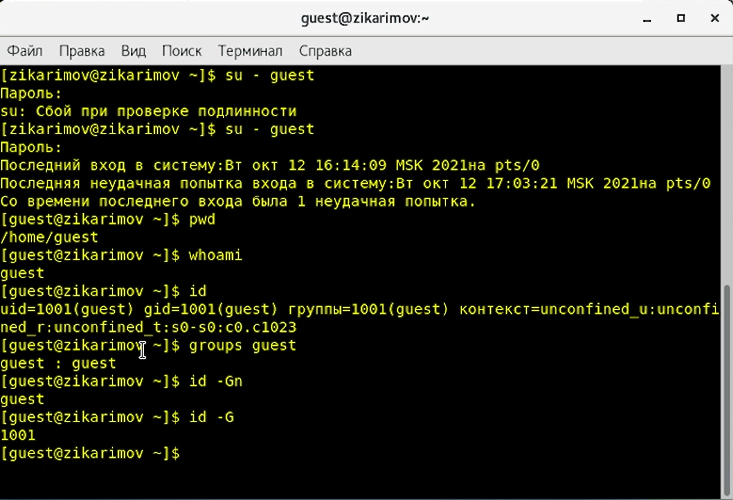 guest@zikarimov:~
Файл Правка Вид Поиск Терминал Справка
[zikarimov@zikarimov ~]$ su - guest
Пароль:
su: Сбой при проверке подлинности
[zikarimov@zikarimov ~]$ su - guest
Пароль:
Последний вход в систему:Вт окт 12 16:14:09 MSK 2021на pts/0
Последняя неудачная попытка входа в систему:Вт окт 12 17:03:21 MSK 2021на pts/0
Со времени последнего входа была 1 неудачная попытка.
[guest@zikarimov ~]$ pwd
/home/guest
[guest@zikarimov ~]$ whoami
guest
[guest@zikarimov ~]$ id
uid=1001(guest) gid=1001(guest) группы=1001(guest) контекст=unconfined_u:unconfi
ned_r:unconfined_t:s0-s0:c0.c1023
[guest@zikarimov ~]$ groups guest
guest : guest
[guest@zikarimov ~]$ id -Gn
guest
[guest@zikarimov ~]$ id -G
1001
[guest@zikarimov ~]$